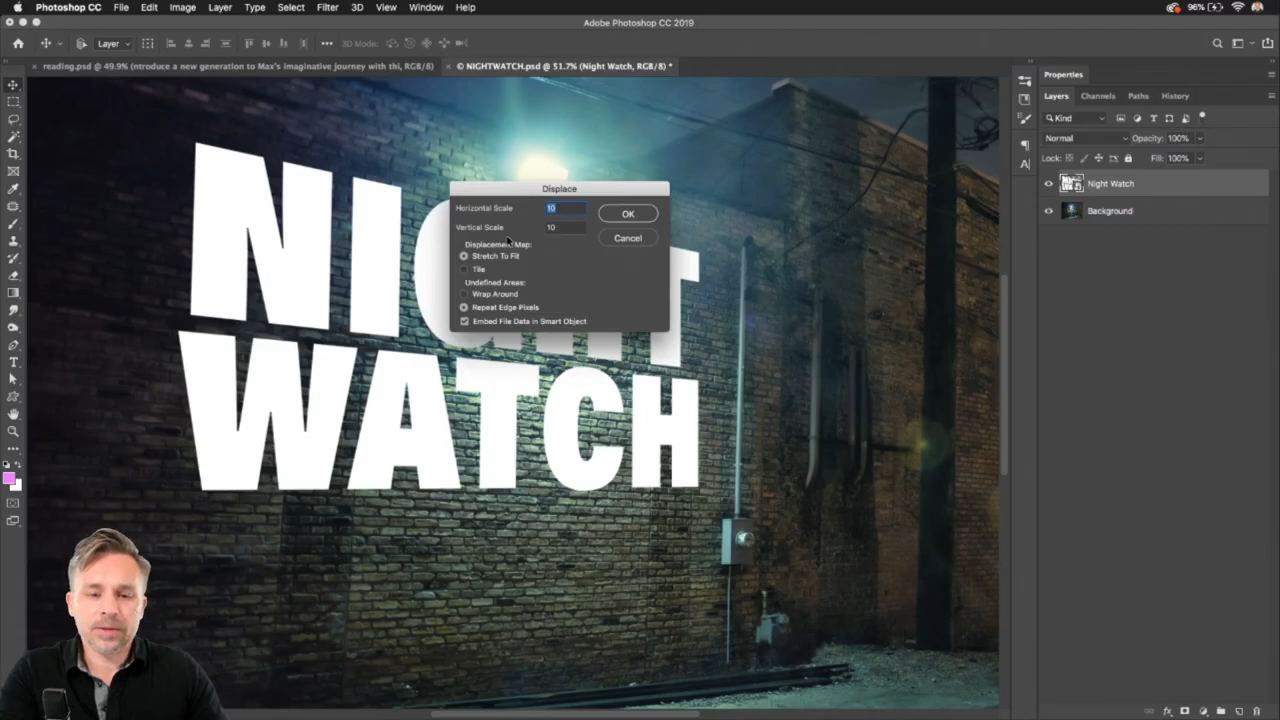 Photoshop CC File Edit Image Layer Type Select Filter 3D View Window Help 96%
Adobe Photoshop CC 2019
Layer 3D Mode:
× reading.psd @ 49.9% (ntroduce a new generation to Max's imaginative journey with thi, RGB/8) × © NIGHTWATCH.psd @ 51.7% (Night Watch, RGB/8) *
Properties
Layers Channels Paths History
Kind
Normal Opacity: 100%
Lock: Fill: 100%
Night Watch
Background
Displace
Horizontal Scale 10 OK
Vertical Scale 10 Cancel
Displacement Map:
Stretch To Fit
Tile
Undefined Areas:
Wrap Around
Repeat Edge Pixels
Embed File Data in Smart Object
NIGHT
WATCH